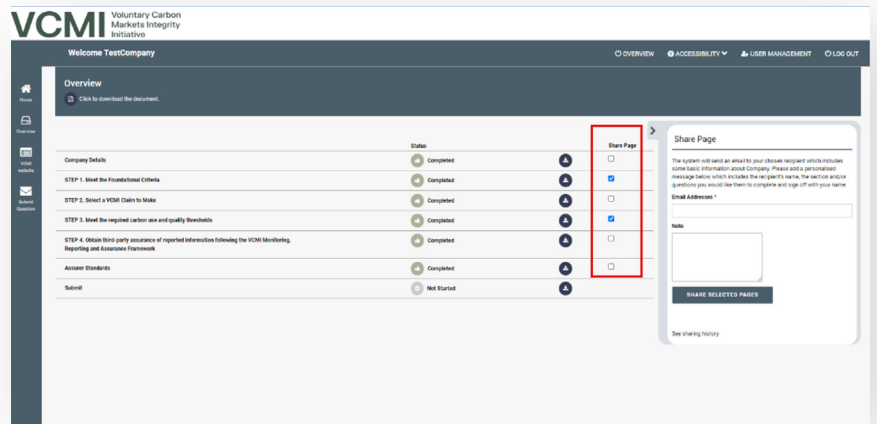 VCMI
Voluntary Carbon
Markets Integrity
Initiative
Welcome TestCompany
OVERVIEW
ACCESSIBILITY
USER MANAGEMENT
LOG OUT
Home
Overview
VCMI
website
Submit
Question
Overview
Click to download the document.
Status
Share Page
Company Details
Completed
STEP 1. Meet the Foundational Criteria
Completed
STEP 2. Select a VCMI Claim to Make
Completed
STEP 3. Meet the required carbon use and quality thresholds
Completed
STEP 4. Obtain third-party assurance of reported information following the VCMI Monitoring,
Reporting and Assurance Framework
Completed
Assurer Standards
Completed
Submit
Not Started
Share Page
The system will send an email to your chosen recipient which includes
some basic information about Company. Please add a personalised
message below, which includes the recipient's name, the section and/or
questions you would like them to complete and sign off with your name.
Email Addresses *
Note
SHARE SELECTED PAGES
See sharing history